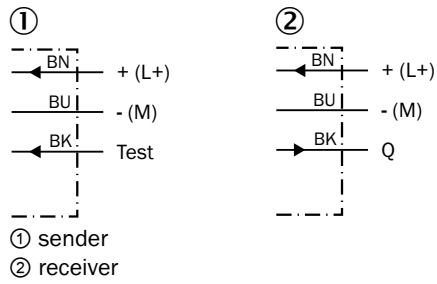 ① ②
BN + (L+) BN + (L+)
BU - (M) BU - (M)
BK Test BK Q
① sender
② receiver